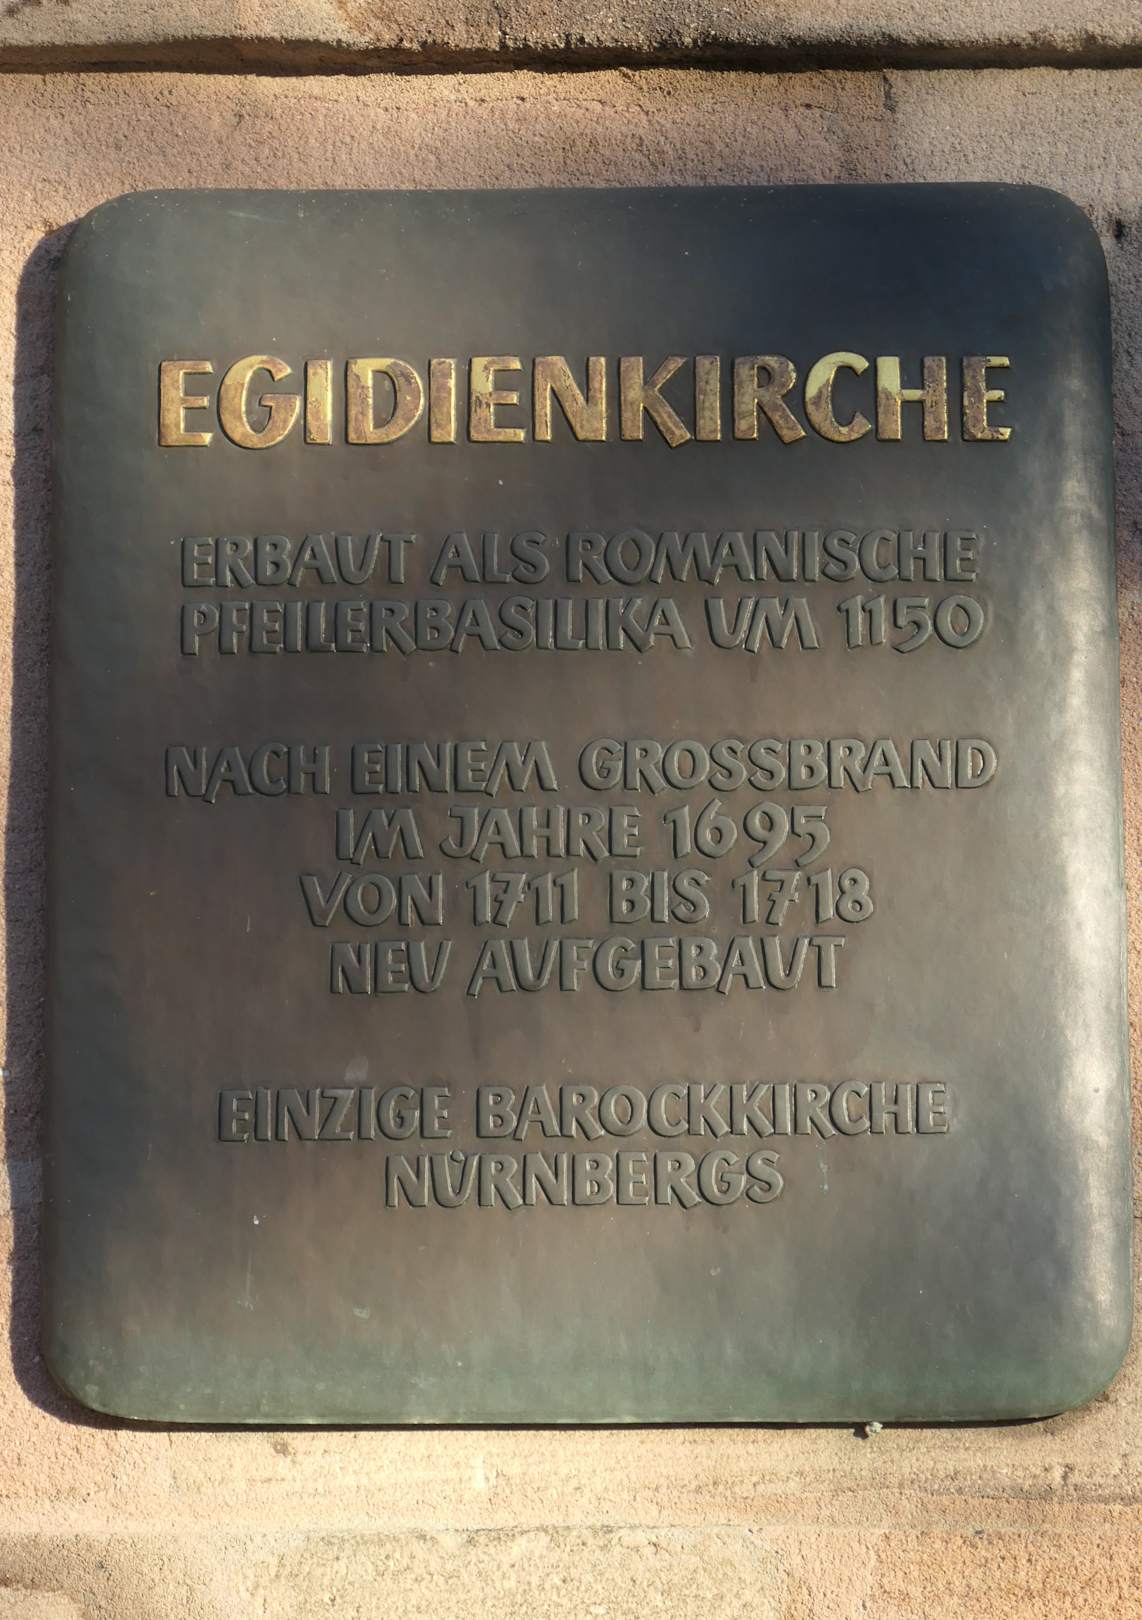 EGIDIENKIRCHE
ERBAUT ALS ROMANISCHE
PFEILERBASILIKA UM 1150
NACH EINEM GROSSBRAND
IM JAHRE 1695
VON 1711 BIS 1718
NEU AUFGEBAUT
EINZIGE BAROCKKIRCHE
NÜRNBERGS